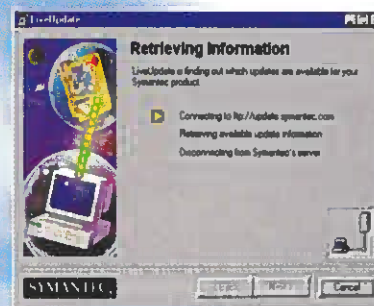 LiveUpdate
Retrieving Information
LiveUpdate is finding out which updates are available for your
Symantec product.
Connecting to ftp://update.symantec.com
Retrieving available update information
Disconnecting from Symantec's server
SYMANTEC.
Cancel